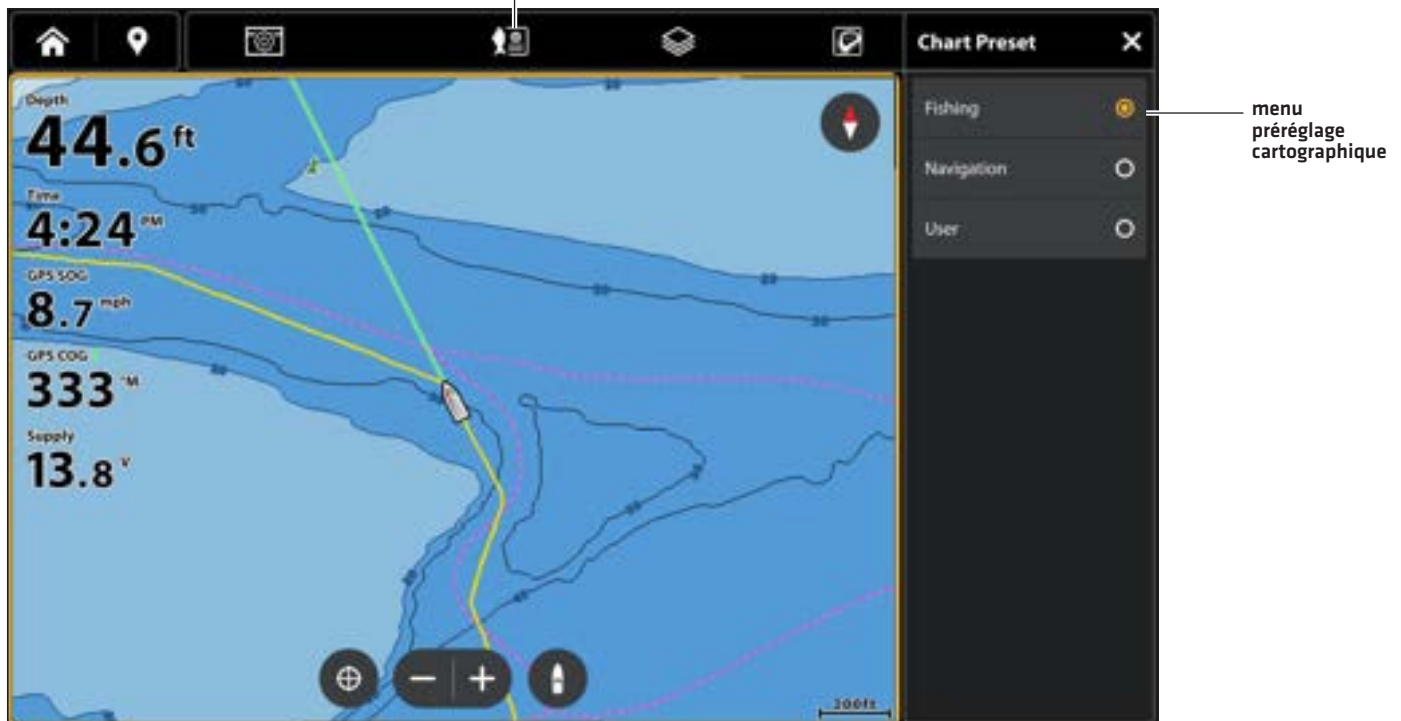 Chart Preset
Depth
44.6 ft
Time
4:24 PM
GPS SOG
8.7 mph
GPS COG
333 °M
Supply
13.8 V
Fishing
Navigation
User
menu
préréglage
cartographique
200ft